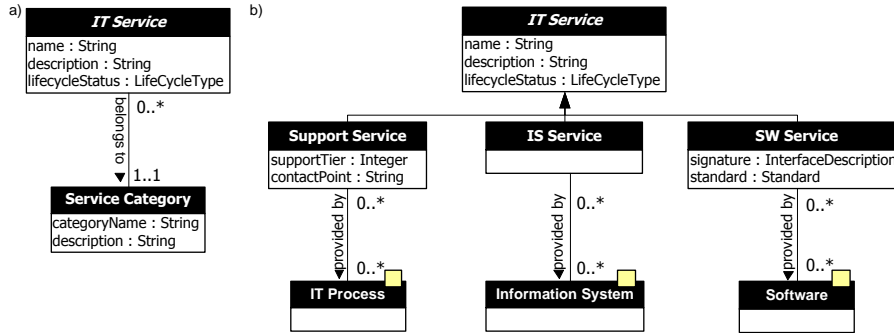 a)
IT Service
name : String
description : String
lifecycleStatus : LifeCycleType
0..*
belongs to
1..1
Service Category
categoryName : String
description : String
b)
IT Service
name : String
description : String
lifecycleStatus : LifeCycleType
Support Service
supportTier : Integer
contactPoint : String
0..*
provided by
0..*
IT Process
IS Service
0..*
provided by
0..*
Information System
SW Service
signature : InterfaceDescription
standard : Standard
0..*
provided by
0..*
Software